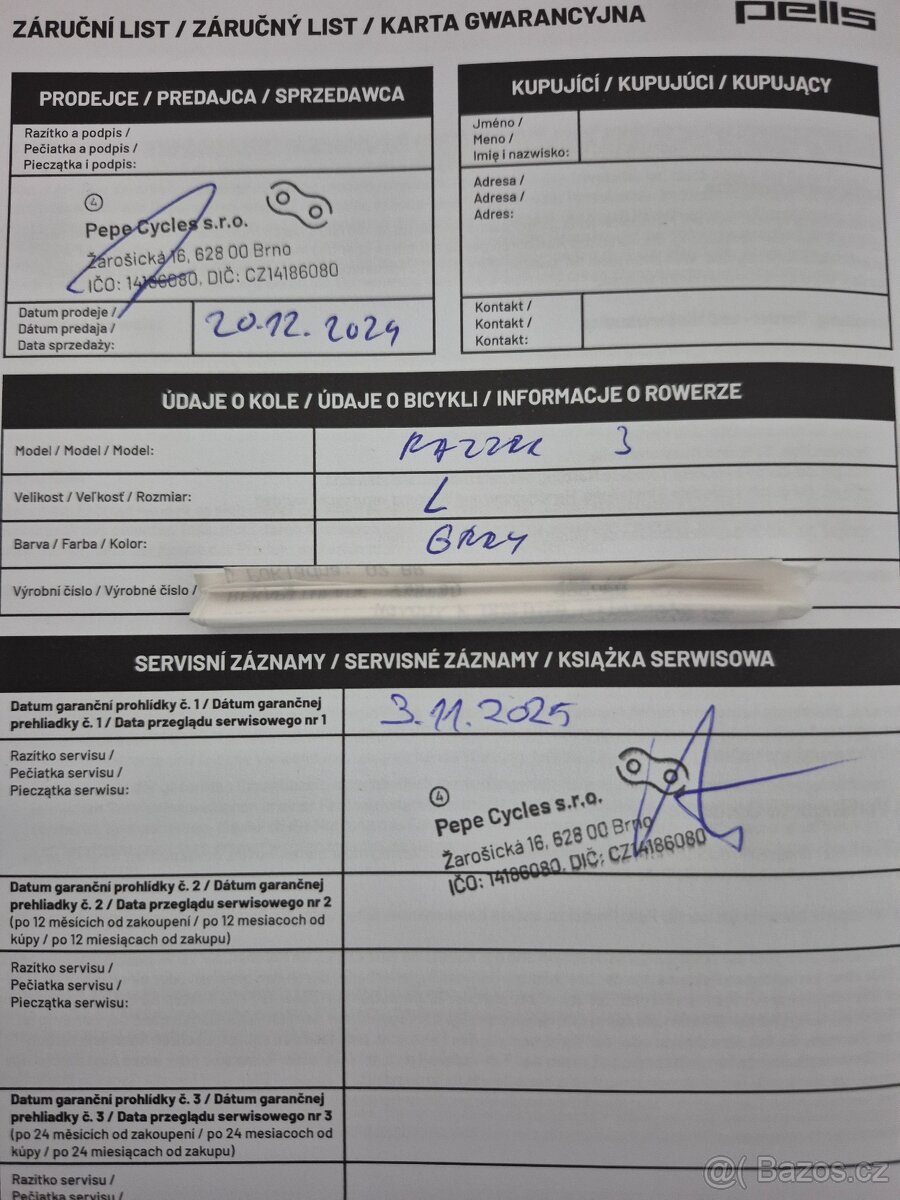 ZÁRUČNÍ LIST / ZÁRUČNÝ LIST / KARTA GWARANCYJNA
pells
PRODEJCE / PREDAJCA / SPRZEDAWCA
Razítko a podpis /
Pečiatka a podpis /
Pieczątka i podpis:
4
Pepe Cycles s.r.o.
Žarošická 16, 628 00 Brno
IČO: 14186080, DIČ: CZ14186080
Datum prodeje /
Dátum predaja /
Data sprzedaży:
20.12.2024
KUPUJÍCÍ / KUPUJÚCI / KUPUJĄCY
Jméno /
Meno /
Imię i nazwisko:
Adresa /
Adresa /
Adres:
Kontakt /
Kontakt /
Kontakt:
ÚDAJE O KOLE / ÚDAJE O BICYKLI / INFORMACJE O ROWERZE
Model / Model / Model:
RAZZER 3
Velikost / Veľkosť / Rozmiar:
L
Barva / Farba / Kolor:
GRAY
Výrobní číslo / Výrobné číslo /
SERVISNÍ ZÁZNAMY / SERVISNÉ ZÁZNAMY / KSIĄŻKA SERWISOWA
Datum garanční prohlídky č. 1 / Dátum garančnej
prehliadky č. 1 / Data przeglądu serwisowego nr 1
3.11.2025
Razítko servisu /
Pečiatka servisu /
Pieczątka serwisu:
4
Pepe Cycles s.r.o.
Žarošická 16, 628 00 Brno
IČO: 14186080, DIČ: CZ14186080
Datum garanční prohlídky č. 2 / Dátum garančnej
prehliadky č. 2 / Data przeglądu serwisowego nr 2
(po 12 měsících od zakoupení / po 12 mesiacoch od
kúpy / po 12 miesiącach od zakupu)
Razítko servisu /
Pečiatka servisu /
Pieczątka serwisu:
Datum garanční prohlídky č. 3 / Dátum garančnej
prehliadky č. 3 / Data przeglądu serwisowego nr 3
(po 24 měsících od zakoupení / po 24 mesiacoch od
kúpy / po 24 miesiącach od zakupu)
Razítko servisu /
Pečiatka servisu /
@( Bazos.cz